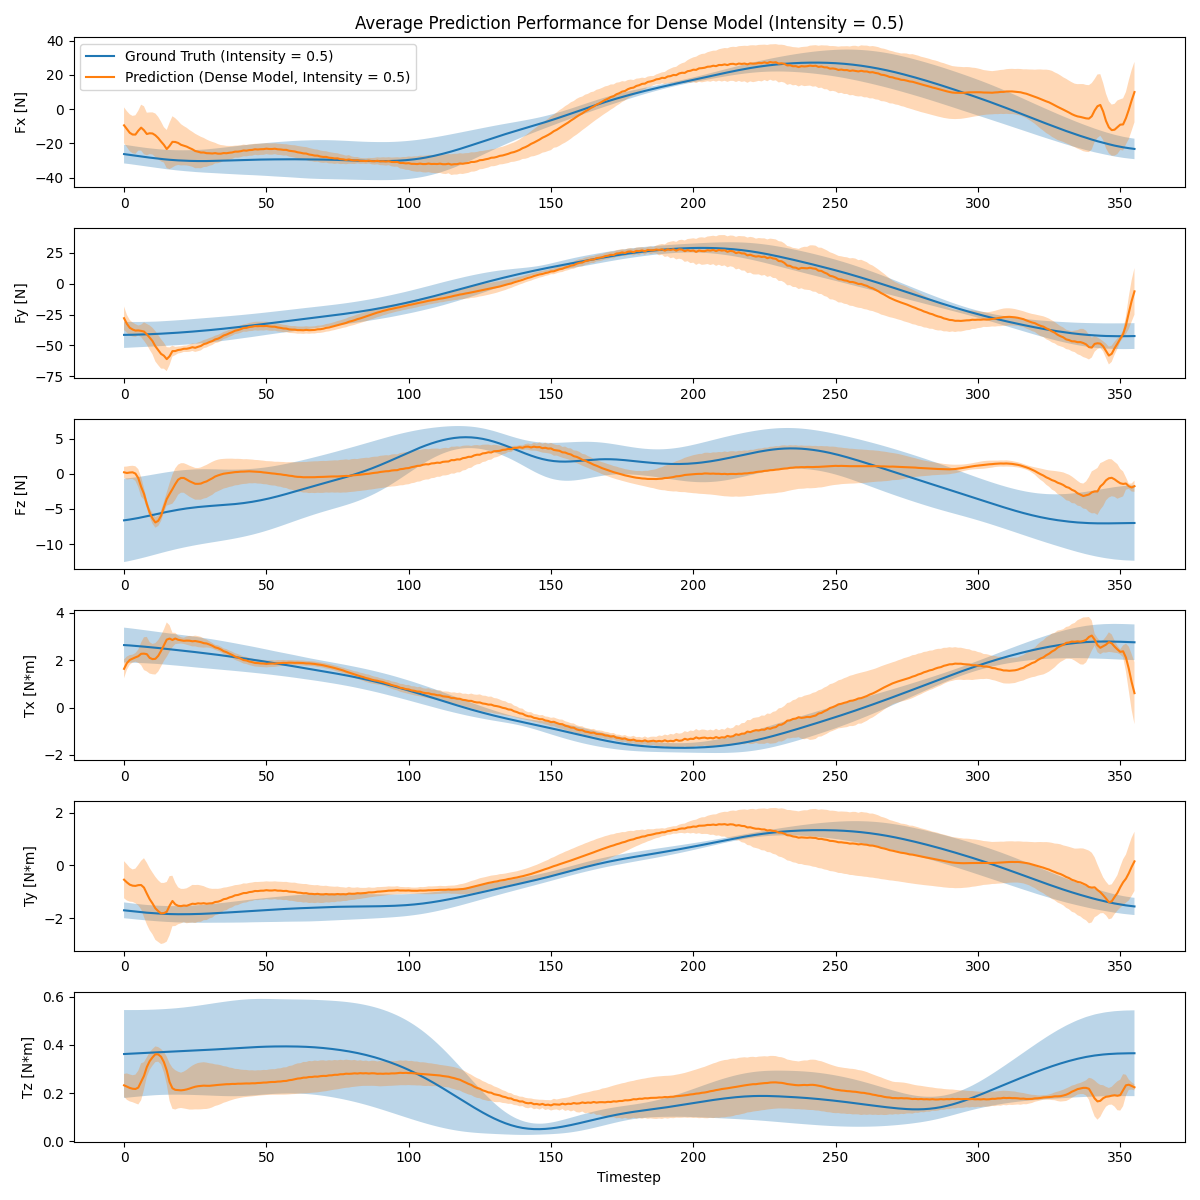 Average Prediction Performance for Dense Model (Intensity = 0.5)
Ground Truth (Intensity = 0.5)
Prediction (Dense Model, Intensity = 0.5)
Fx [N]
40
20
0
−20
−40
0 50 100 150 200 250 300 350
Fy [N]
25
0
−25
−50
−75
0 50 100 150 200 250 300 350
Fz [N]
5
0
−5
−10
0 50 100 150 200 250 300 350
Tx [N*m]
4
2
0
−2
0 50 100 150 200 250 300 350
Ty [N*m]
2
0
−2
0 50 100 150 200 250 300 350
Tz [N*m]
0.6
0.4
0.2
0.0
0 50 100 150 200 250 300 350
Timestep